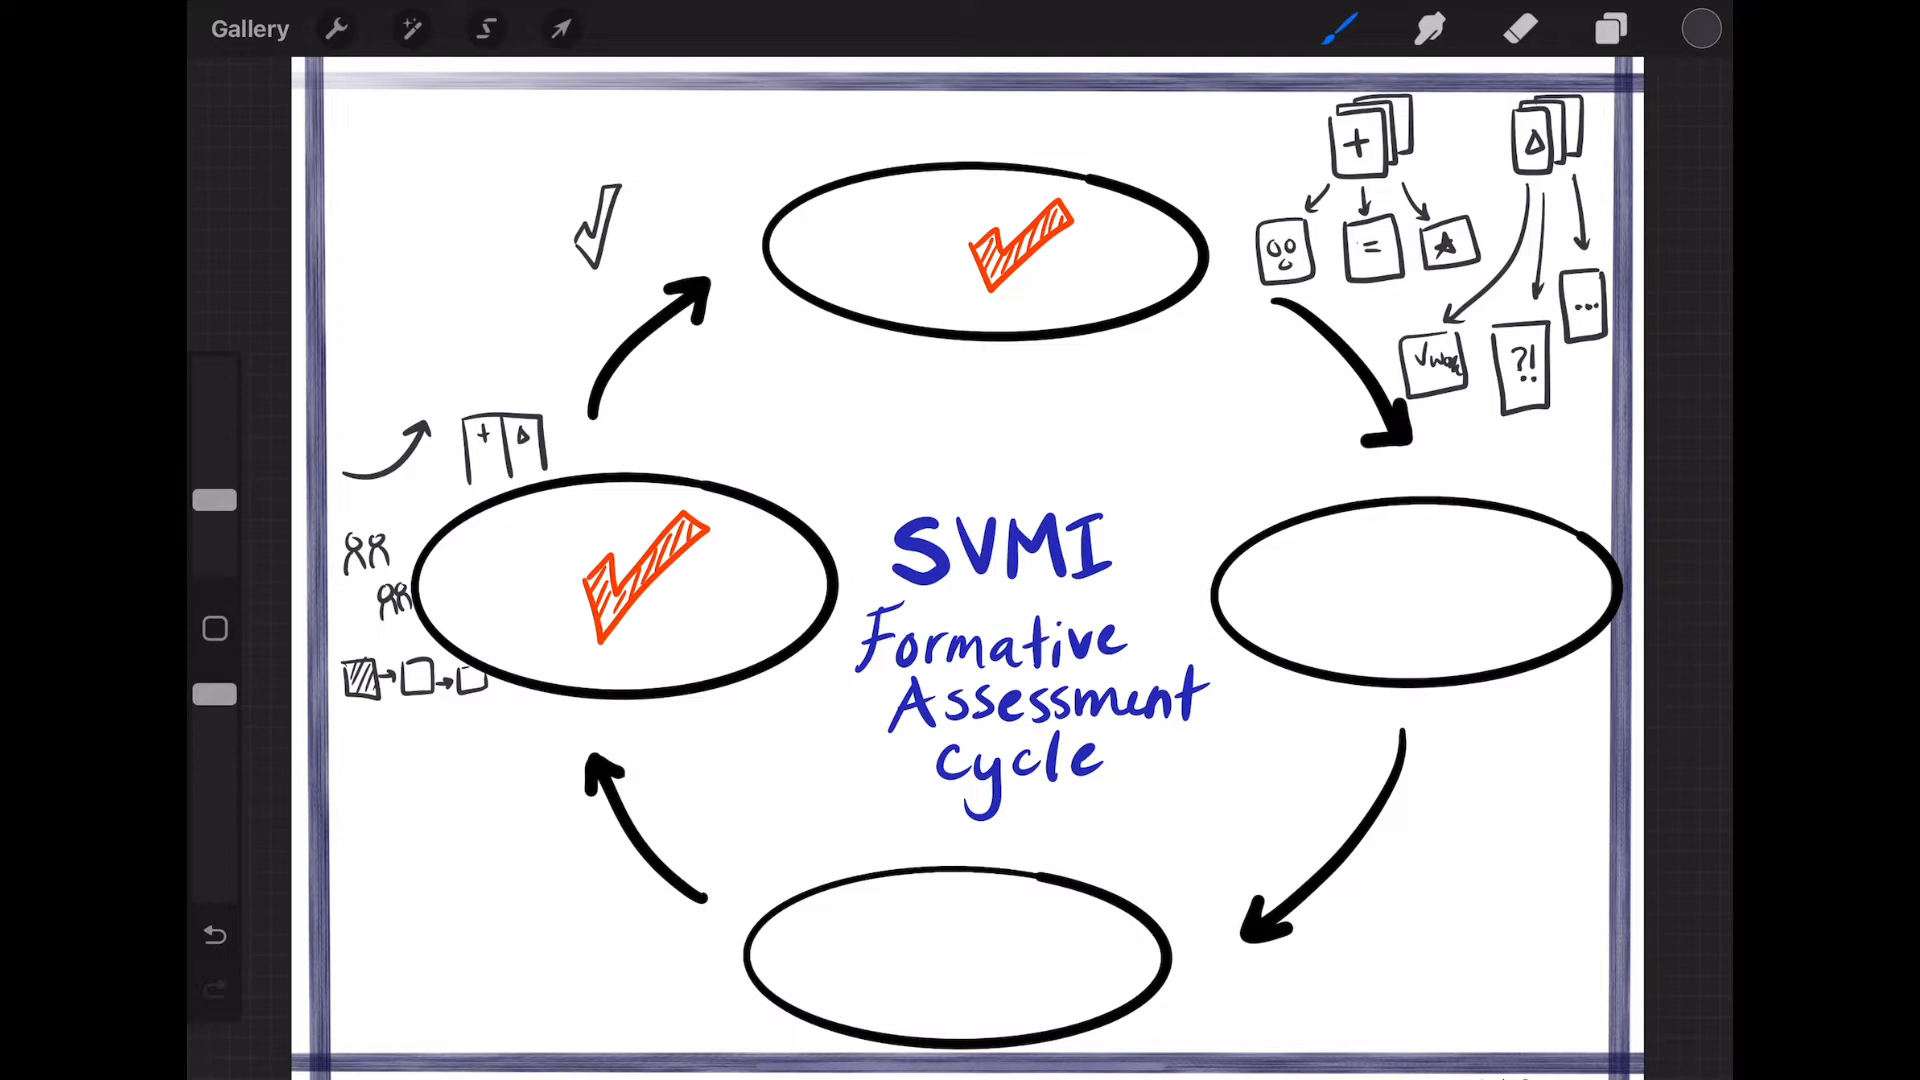 Gallery
+
=
?!
...
+
SVMI
Formative
Assessment
Cycle